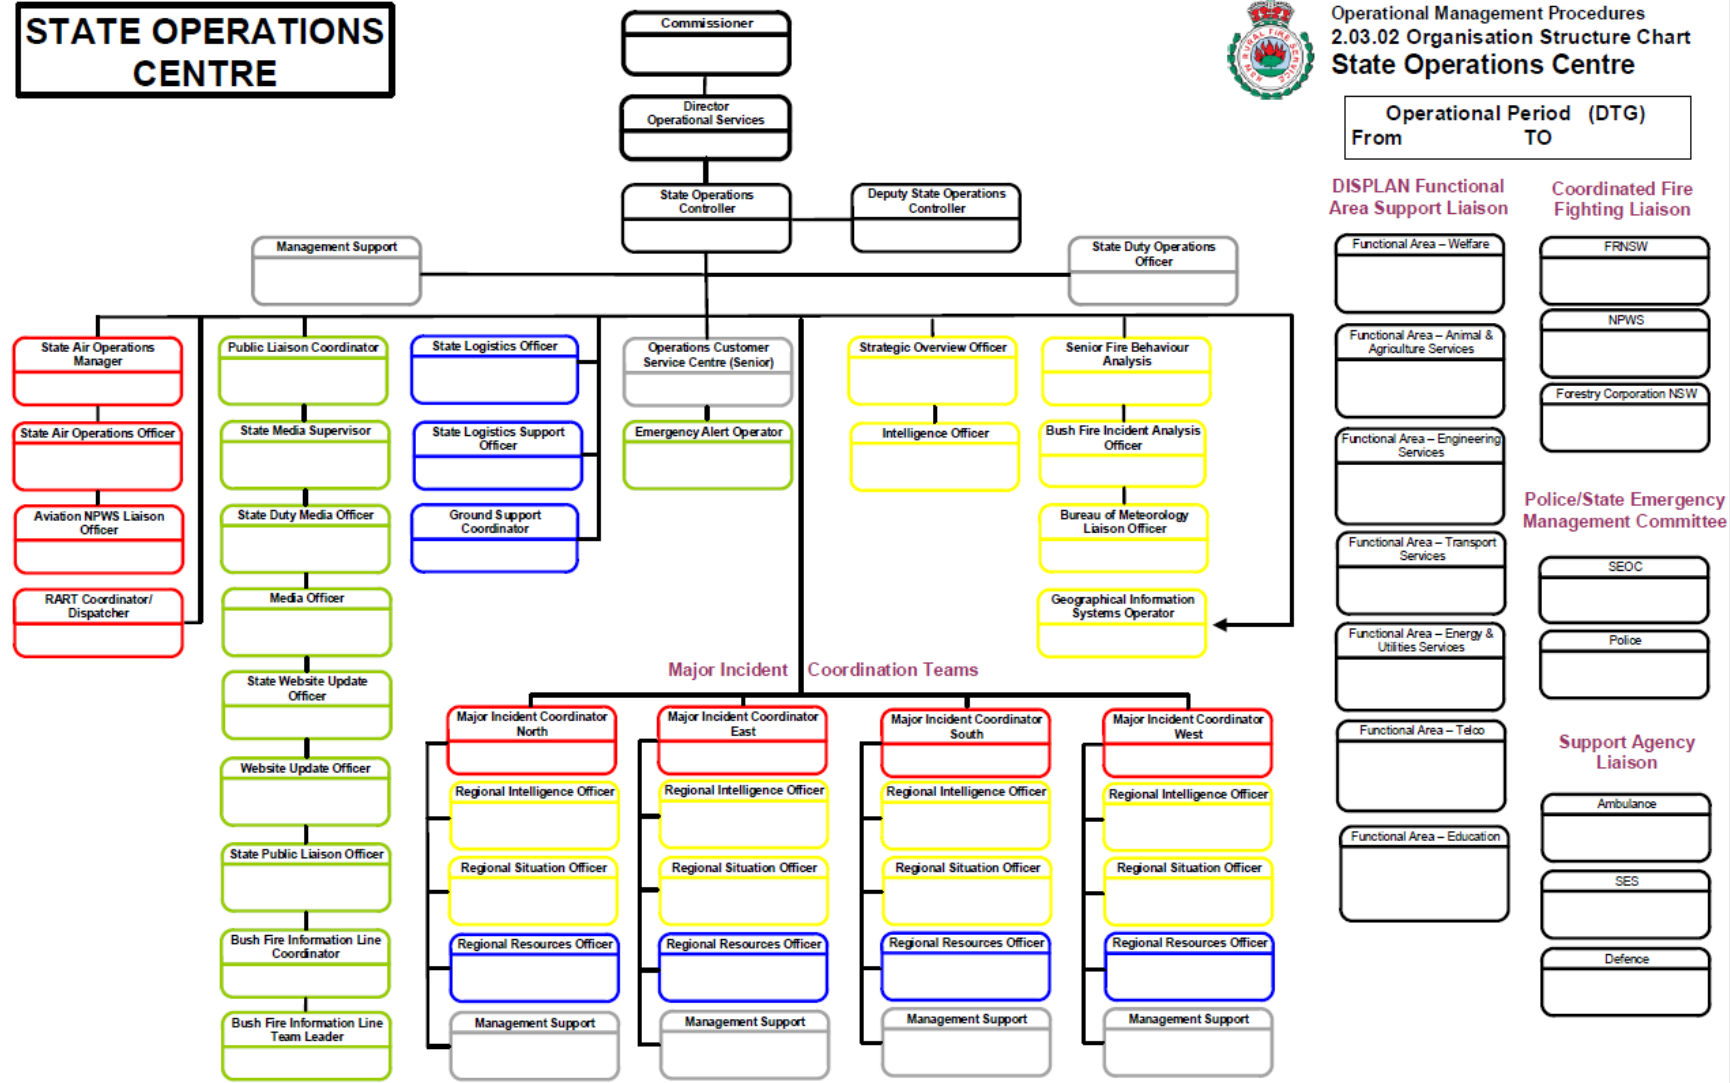 STATE OPERATIONS
CENTRE
Commissioner
Director
Operational Services
State Operations
Controller
Deputy State Operations
Controller
Management Support
State Duty Operations
Officer
NSW RURAL FIRE SERVICE
Operational Management Procedures
2.03.02 Organisation Structure Chart
State Operations Centre
Operational Period (DTG)
From TO
State Air Operations
Manager
State Air Operations Officer
Aviation NPWS Liaison
Officer
RART Coordinator/
Dispatcher
Public Liaison Coordinator
State Media Supervisor
State Duty Media Officer
Media Officer
State Website Update
Officer
Website Update Officer
State Public Liaison Officer
Bush Fire Information Line
Coordinator
Bush Fire Information Line
Team Leader
State Logistics Officer
State Logistics Support
Officer
Ground Support
Coordinator
Operations Customer
Service Centre (Senior)
Emergency Alert Operator
Strategic Overview Officer
Intelligence Officer
Senior Fire Behaviour
Analysis
Bush Fire Incident Analysis
Officer
Bureau of Meteorology
Liaison Officer
Geographical Information
Systems Operator
Major Incident Coordination Teams
Major Incident Coordinator
North
Regional Intelligence Officer
Regional Situation Officer
Regional Resources Officer
Management Support
Major Incident Coordinator
East
Regional Intelligence Officer
Regional Situation Officer
Regional Resources Officer
Management Support
Major Incident Coordinator
South
Regional Intelligence Officer
Regional Situation Officer
Regional Resources Officer
Management Support
Major Incident Coordinator
West
Regional Intelligence Officer
Regional Situation Officer
Regional Resources Officer
Management Support
DISPLAN Functional
Area Support Liaison
Functional Area – Welfare
Functional Area – Animal &
Agriculture Services
Functional Area – Engineering
Services
Functional Area – Transport
Services
Functional Area – Energy &
Utilities Services
Functional Area – Telco
Functional Area – Education
Coordinated Fire
Fighting Liaison
FRNSW
NPWS
Forestry Corporation NSW
Police/State Emergency
Management Committee
SEOC
Police
Support Agency
Liaison
Ambulance
SES
Defence